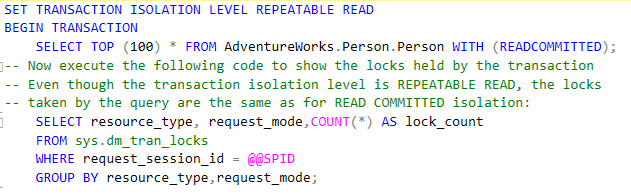 SET TRANSACTION ISOLATION LEVEL REPEATABLE READ
BEGIN TRANSACTION
SELECT TOP (100) * FROM AdventureWorks.Person.Person WITH (READCOMMITTED);
-- Now execute the following code to show the locks held by the transaction
-- Even though the transaction isolation level is REPEATABLE READ, the locks
-- taken by the query are the same as for READ COMMITTED isolation:
SELECT resource_type, request_mode,COUNT(*) AS lock_count
FROM sys.dm_tran_locks
WHERE request_session_id = @@SPID
GROUP BY resource_type,request_mode;